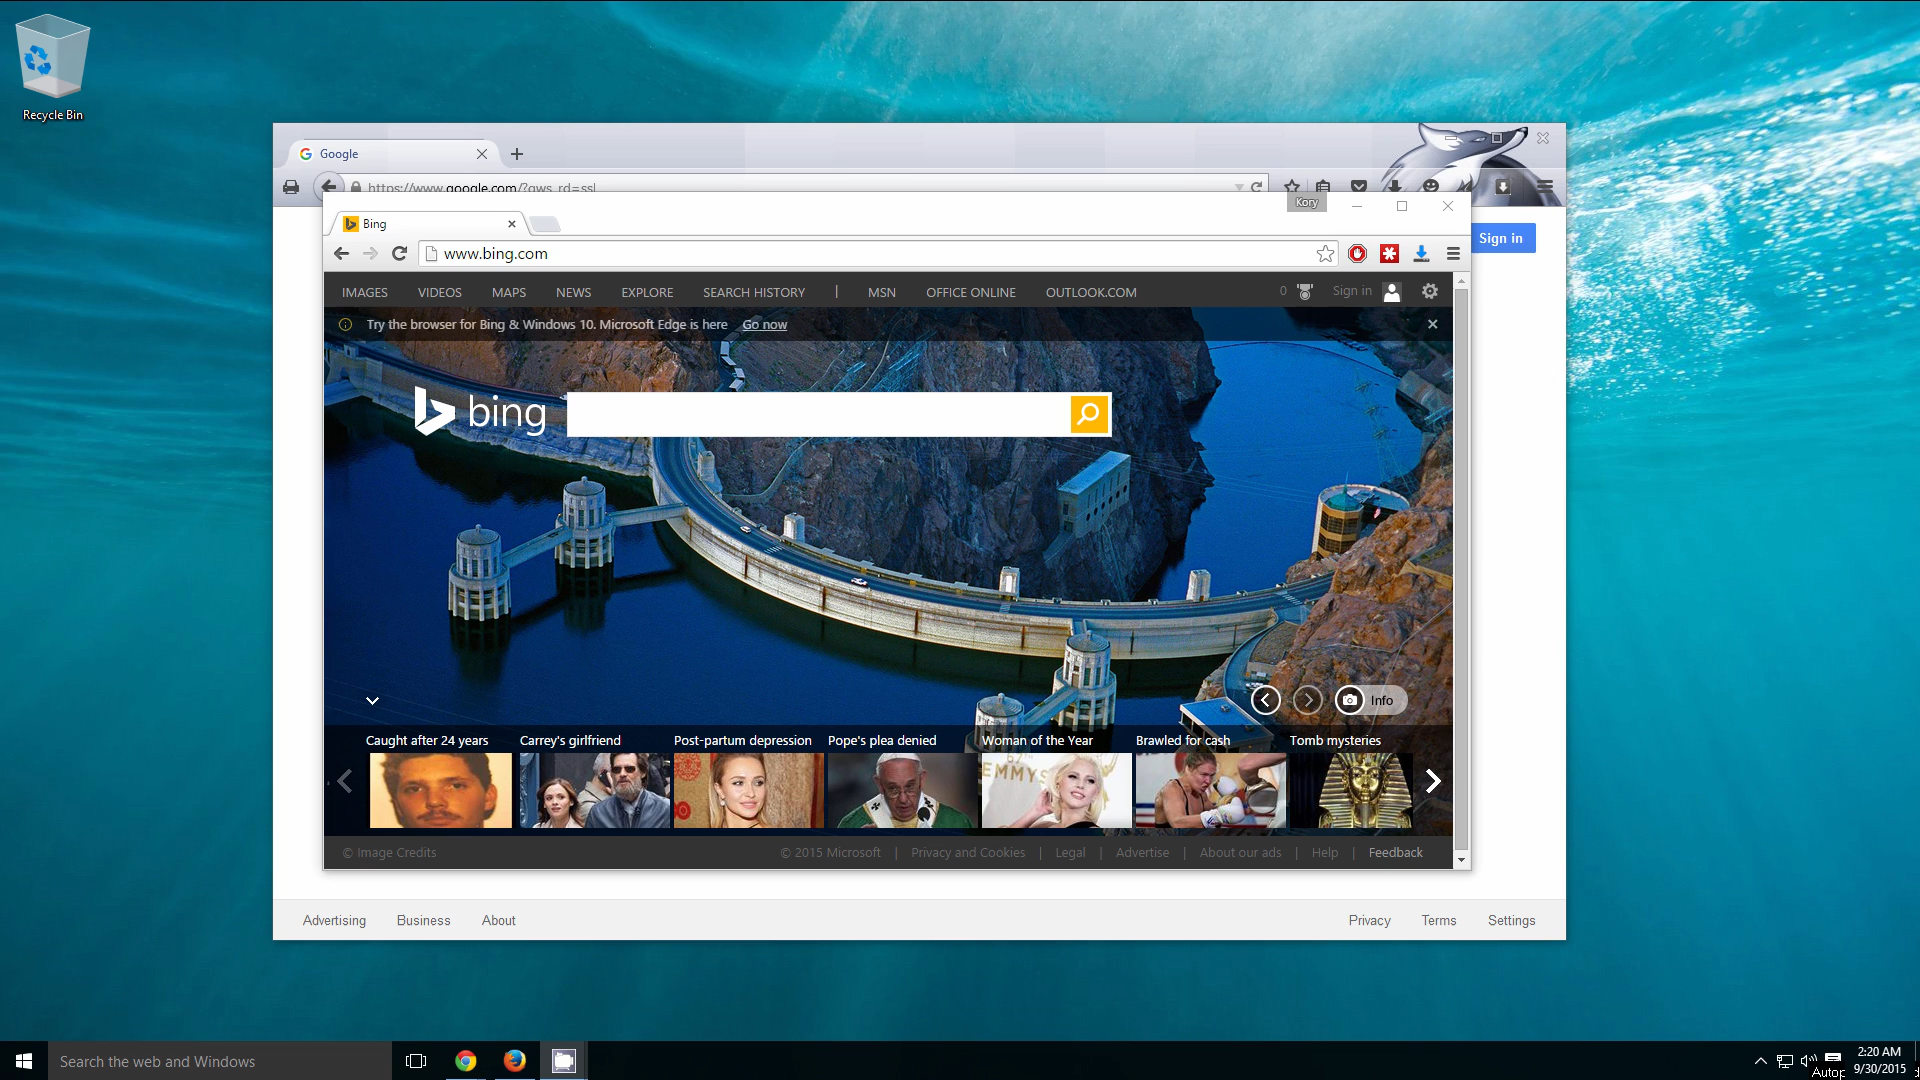 Recycle Bin
Google
https://www.google.com/?gws_rd=ssl
Kory
Bing
www.bing.com
Sign in
IMAGES VIDEOS MAPS NEWS EXPLORE SEARCH HISTORY | MSN OFFICE ONLINE OUTLOOK.COM 0 Sign in
Try the browser for Bing & Windows 10. Microsoft Edge is here Go now
bing
Info
Caught after 24 years Carrey's girlfriend Post-partum depression Pope's plea denied Woman of the Year Brawled for cash Tomb mysteries
EMMYS
© Image Credits © 2015 Microsoft | Privacy and Cookies | Legal | Advertise | About our ads | Help | Feedback
Advertising Business About Privacy Terms Settings
Search the web and Windows
2:20 AM
9/30/2015